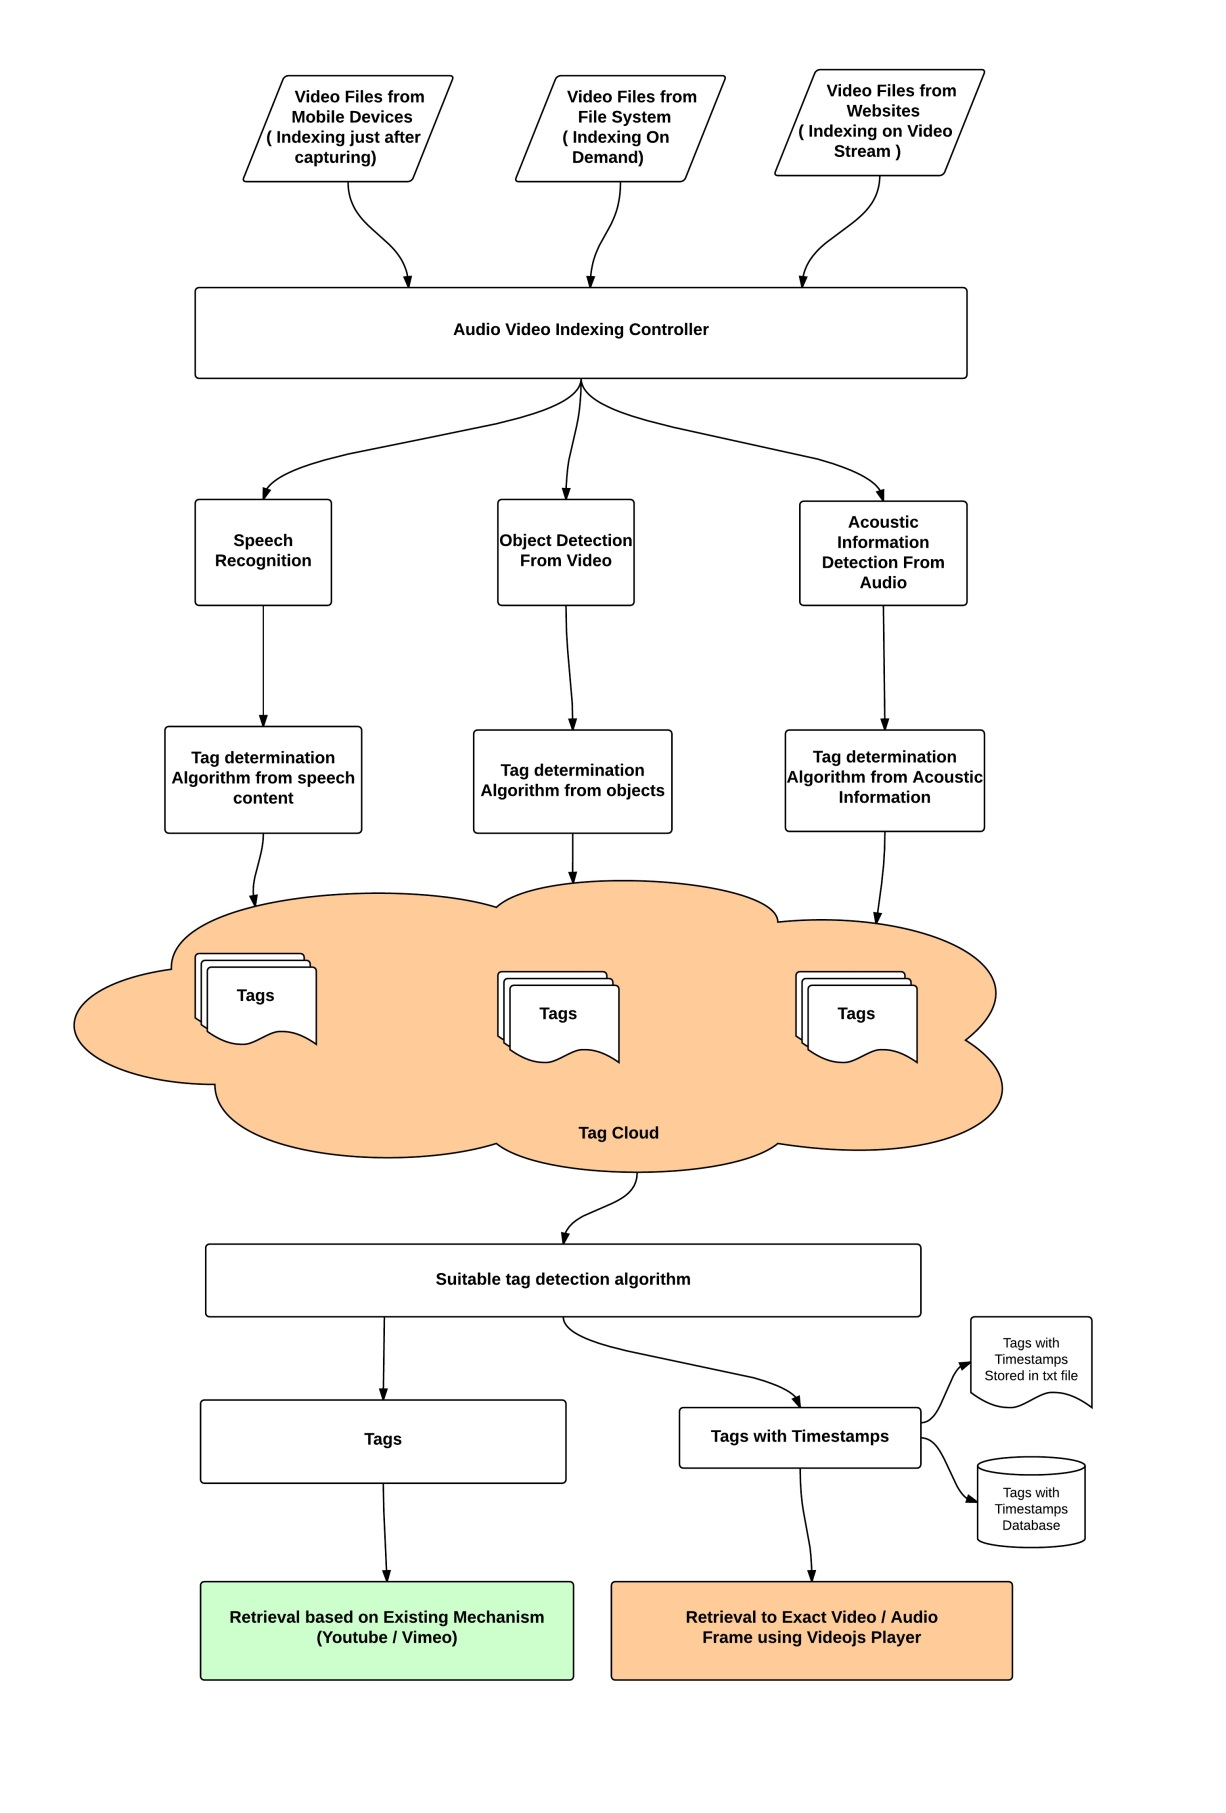 Video Files from
Mobile Devices
( Indexing just after
capturing)
Video Files from
File System
( Indexing On
Demand)
Video Files from
Websites
( Indexing on Video
Stream )
Audio Video Indexing Controller
Speech
Recognition
Object Detection
From Video
Acoustic
Information
Detection From
Audio
Tag determination
Algorithm from speech
content
Tag determination
Algorithm from objects
Tag determination
Algorithm from Acoustic
Information
Tags
Tags
Tags
Tag Cloud
Suitable tag detection algorithm
Tags
Tags with Timestamps
Tags with
Timestamps
Stored in txt file
Tags with
Timestamps
Database
Retrieval based on Existing Mechanism
(Youtube / Vimeo)
Retrieval to Exact Video / Audio
Frame using Videojs Player